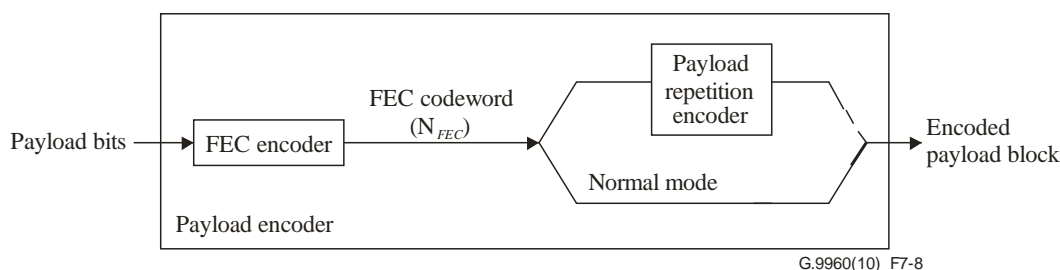 Payload bits
FEC encoder
FEC codeword
(N_FEC)
Payload
repetition
encoder
Normal mode
Encoded
payload block
Payload encoder
G.9960(10) F7-8